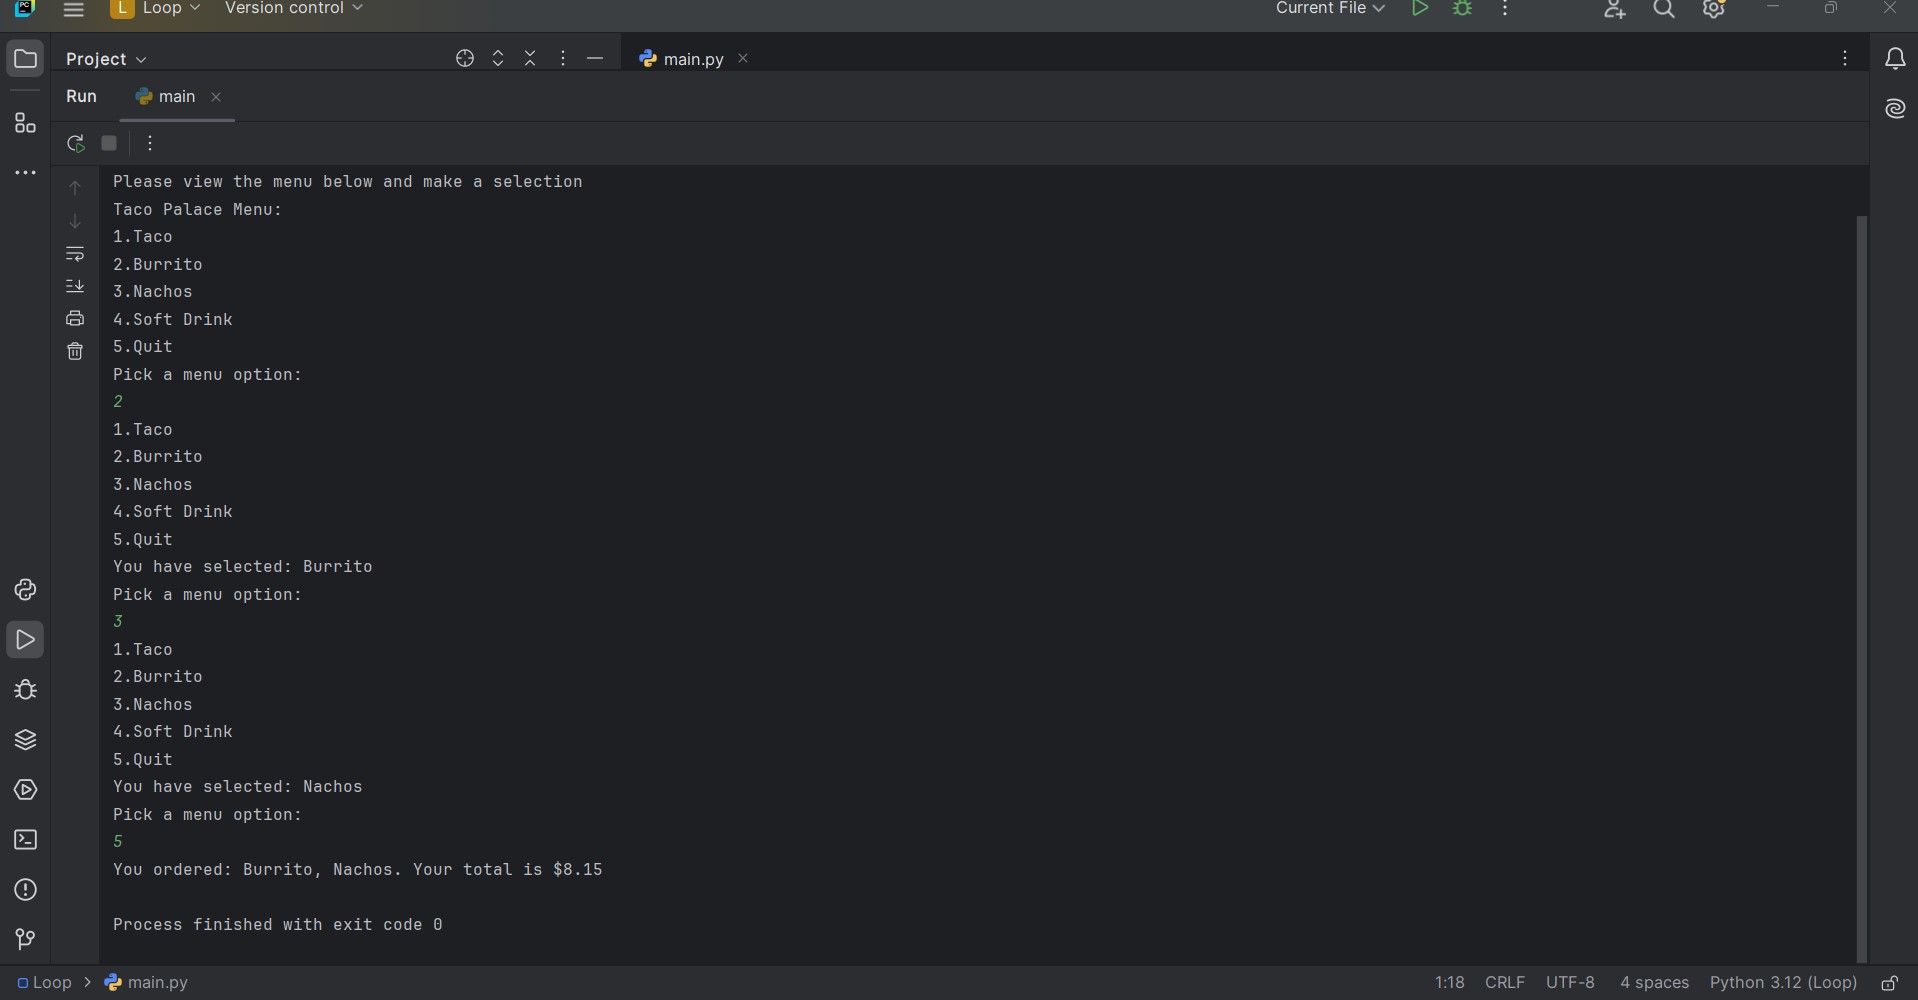 PC
L Loop Version control Current File
Project main.py
Run main
Please view the menu below and make a selection
Taco Palace Menu:
1.Taco
2.Burrito
3.Nachos
4.Soft Drink
5.Quit
Pick a menu option:
2
1.Taco
2.Burrito
3.Nachos
4.Soft Drink
5.Quit
You have selected: Burrito
Pick a menu option:
3
1.Taco
2.Burrito
3.Nachos
4.Soft Drink
5.Quit
You have selected: Nachos
Pick a menu option:
5
You ordered: Burrito, Nachos. Your total is $8.15
Process finished with exit code 0
Loop > main.py 1:18 CRLF UTF-8 4 spaces Python 3.12 (Loop)